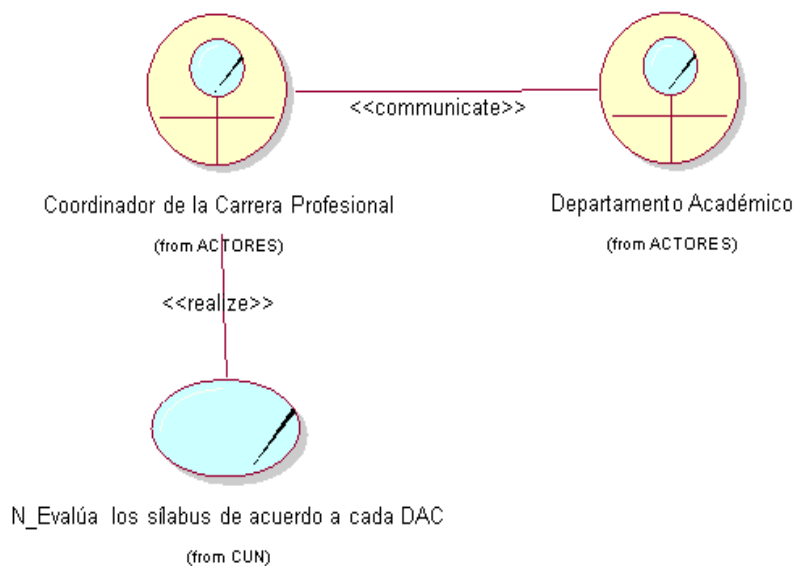 <<communicate>>
Coordinador de la Carrera Profesional
(from ACTORES)
Departamento Académico
(from ACTORES)
<<realize>>
N_Evalúa los sílabus de acuerdo a cada DAC
(from CUN)